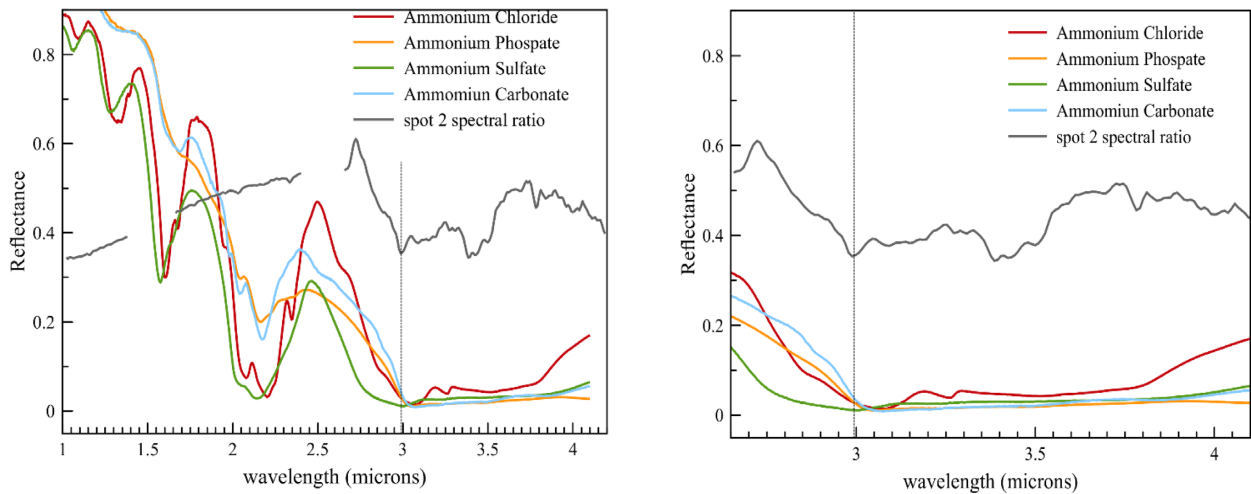 Ammonium Chloride
Ammonium Phospate
Ammonium Sulfate
Ammomiun Carbonate
spot 2 spectral ratio
0.8
0.6
0.4
0.2
0
Reflectance
1
1.5
2
2.5
3
3.5
4
wavelength (microns)
Ammonium Chloride
Ammonium Phospate
Ammonium Sulfate
Ammomiun Carbonate
spot 2 spectral ratio
0.8
0.6
0.4
0.2
0
Reflectance
3
3.5
4
wavelength (microns)